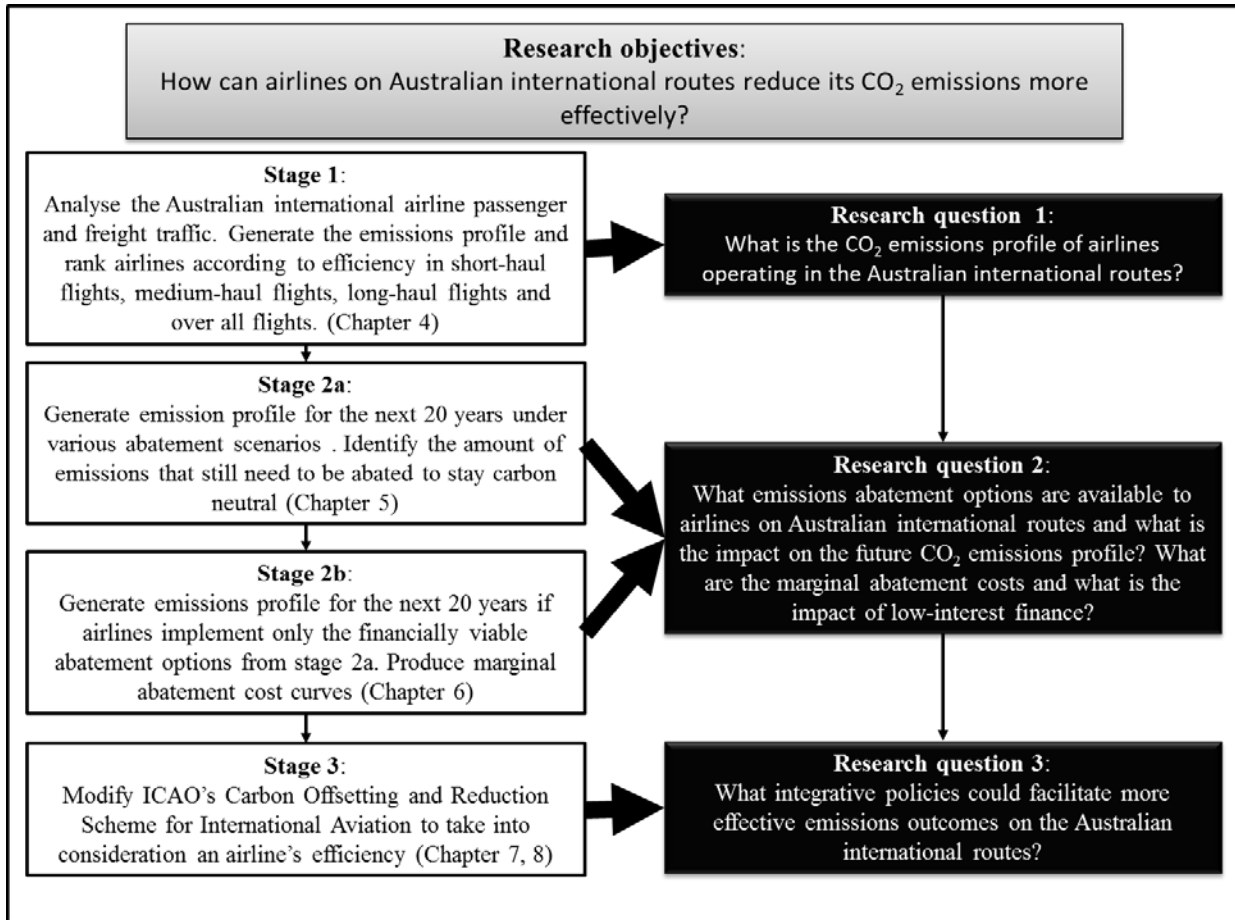 Research objectives:
How can airlines on Australian international routes reduce its CO₂ emissions more
effectively?
Stage 1:
Analyse the Australian international airline passenger
and freight traffic. Generate the emissions profile and
rank airlines according to efficiency in short-haul
flights, medium-haul flights, long-haul flights and
over all flights. (Chapter 4)
Research question 1:
What is the CO₂ emissions profile of airlines
operating in the Australian international routes?
Stage 2a:
Generate emission profile for the next 20 years under
various abatement scenarios . Identify the amount of
emissions that still need to be abated to stay carbon
neutral (Chapter 5)
Stage 2b:
Generate emissions profile for the next 20 years if
airlines implement only the financially viable
abatement options from stage 2a. Produce marginal
abatement cost curves (Chapter 6)
Research question 2:
What emissions abatement options are available to
airlines on Australian international routes and what is
the impact on the future CO₂ emissions profile? What
are the marginal abatement costs and what is the
impact of low-interest finance?
Stage 3:
Modify ICAO's Carbon Offsetting and Reduction
Scheme for International Aviation to take into
consideration an airline's efficiency (Chapter 7, 8)
Research question 3:
What integrative policies could facilitate more
effective emissions outcomes on the Australian
international routes?